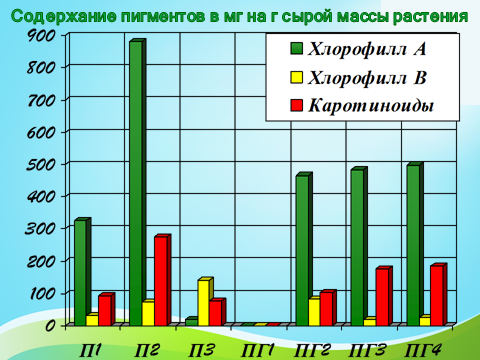 Содержание пигментов в мг на г сырой массы растения
Хлорофилл А
Хлорофилл В
Каротиноиды
900
800
700
600
500
400
300
200
100
0
П1 П2 П3 ПГ1 ПГ2 ПГ3 ПГ4